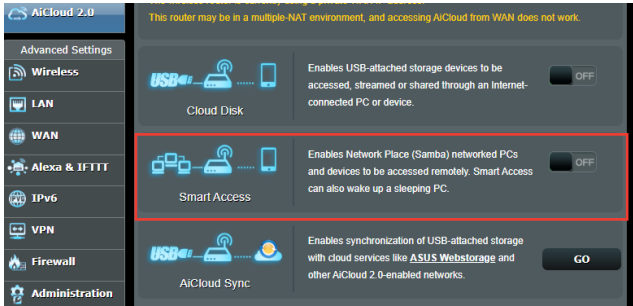 AiCloud 2.0
This router may be in a multiple-NAT environment, and accessing AiCloud from WAN does not work.
Advanced Settings
Wireless
LAN
WAN
Alexa & IFTTT
IPv6
VPN
Firewall
Administration
USB
Cloud Disk
Enables USB-attached storage devices to be
accessed, streamed or shared through an Internet-
connected PC or device.
OFF
Smart Access
Enables Network Place (Samba) networked PCs
and devices to be accessed remotely. Smart Access
can also wake up a sleeping PC.
OFF
USB
AiCloud Sync
Enables synchronization of USB-attached storage
with cloud services like ASUS Webstorage and
other AiCloud 2.0-enabled networks.
GO